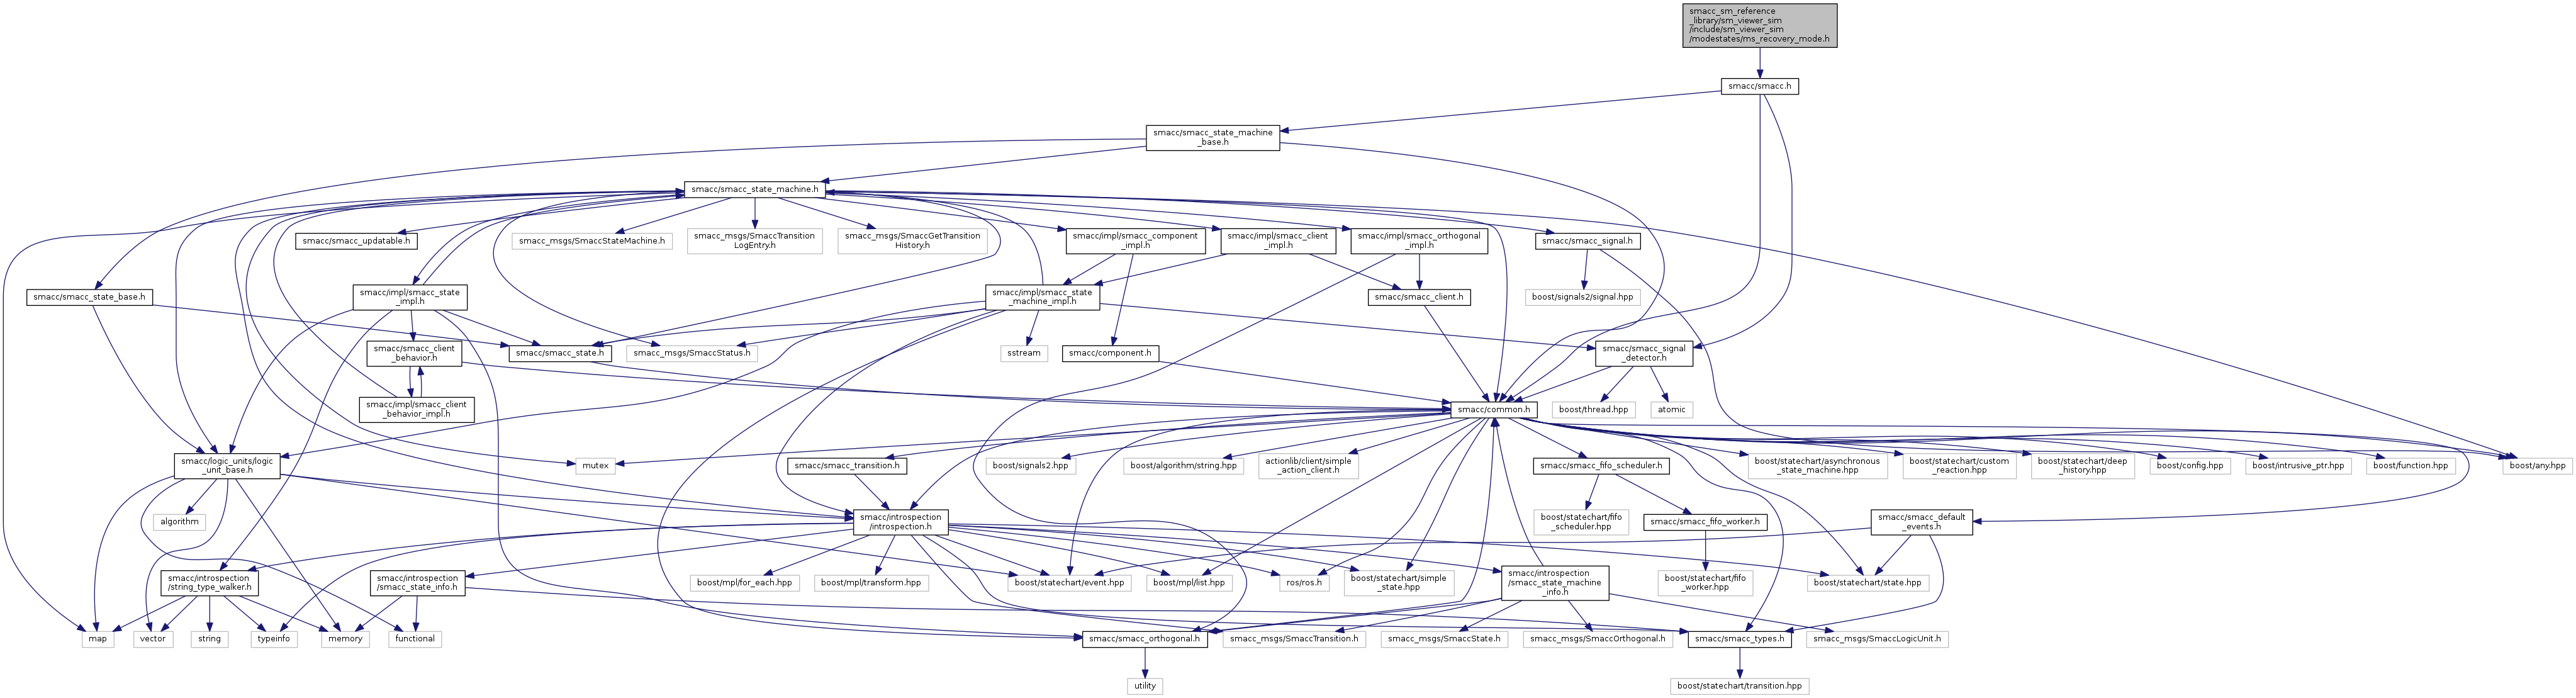 smacc_sm_reference
_library/sm_viewer_sim
/include/sm_viewer_sim
/modestates/ms_recovery_mode.h
smacc/smacc.h
smacc/smacc_state_machine
_base.h
smacc/smacc_state_machine.h
smacc/smacc_updatable.h
smacc_msgs/SmaccStateMachine.h
smacc_msgs/SmaccTransition
LogEntry.h
smacc_msgs/SmaccGetTransition
History.h
smacc/impl/smacc_component
_impl.h
smacc/impl/smacc_client
_impl.h
smacc/impl/smacc_orthogonal
_impl.h
smacc/smacc_signal.h
smacc/smacc_state_base.h
smacc/impl/smacc_state
_impl.h
smacc/impl/smacc_state
_machine_impl.h
smacc/smacc_client.h
boost/signals2/signal.hpp
smacc/smacc_client
_behavior.h
smacc/smacc_state.h
smacc_msgs/SmaccStatus.h
sstream
smacc/component.h
smacc/smacc_signal
_detector.h
smacc/impl/smacc_client
_behavior_impl.h
smacc/common.h
boost/thread.hpp
atomic
smacc/logic_units/logic
_unit_base.h
mutex
smacc/smacc_transition.h
boost/signals2.hpp
boost/algorithm/string.hpp
actionlib/client/simple
_action_client.h
smacc/smacc_fifo_scheduler.h
boost/statechart/asynchronous
_state_machine.hpp
boost/statechart/custom
_reaction.hpp
boost/statechart/deep
_history.hpp
boost/config.hpp
boost/intrusive_ptr.hpp
boost/function.hpp
boost/any.hpp
algorithm
smacc/introspection
/introspection.h
boost/statechart/fifo
_scheduler.hpp
smacc/smacc_fifo_worker.h
smacc/smacc_default
_events.h
smacc/introspection
/string_type_walker.h
smacc/introspection
/smacc_state_info.h
boost/mpl/for_each.hpp
boost/mpl/transform.hpp
boost/statechart/event.hpp
boost/mpl/list.hpp
ros/ros.h
boost/statechart/simple
_state.hpp
smacc/introspection
/smacc_state_machine
_info.h
boost/statechart/fifo
_worker.hpp
boost/statechart/state.hpp
map
vector
string
typeinfo
memory
functional
smacc/smacc_orthogonal.h
smacc_msgs/SmaccTransition.h
smacc_msgs/SmaccState.h
smacc_msgs/SmaccOrthogonal.h
smacc/smacc_types.h
smacc_msgs/SmaccLogicUnit.h
utility
boost/statechart/transition.hpp